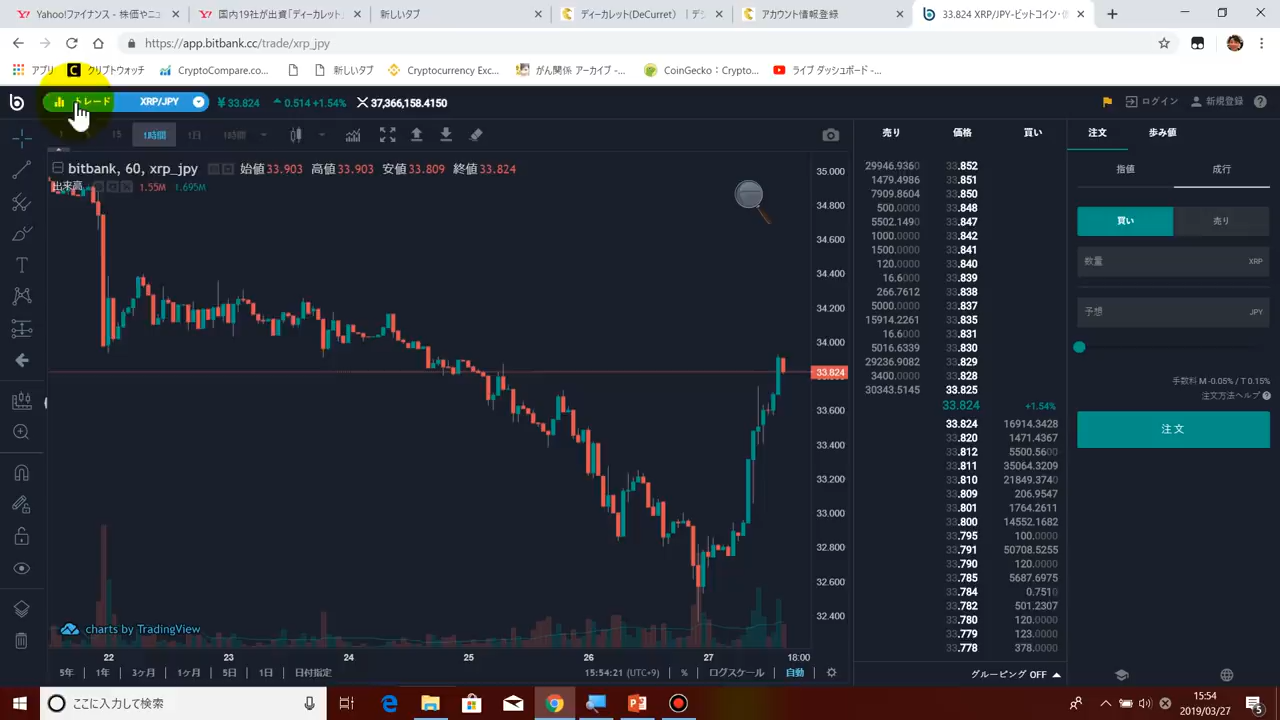 Yahoo!ファイナンス - 株価やニュ
国内19社が出資「ディーカレット」
新しいタブ
ディーカレット(DeCurret) | デジ
アカウント情報登録
33.824 XRP/JPY-ビットコイン・仮
https://app.bitbank.cc/trade/xrp_jpy
アプリ
クリプトウォッチ
CryptoCompare.co...
新しいタブ
Cryptocurrency Exc...
がん関係 アーカイブ -...
CoinGecko : Crypto...
ライブ ダッシュボード -...
トレード
XRP/JPY
¥ 33.824
0.514 +1.54%
37,366,158.4150
ログイン
新規登録
1
15
1時間
1日
1時間
bitbank, 60, xrp_jpy
始値33.903 高値33.903 安値33.809 終値33.824
出来高
1.55M 1.695M
35.000
34.800
34.600
34.400
34.200
34.000
33.824
33.600
33.400
33.200
33.000
32.800
32.600
32.400
charts by TradingView
22 23 24 25 26 27 18:00
5年 1年 3ヶ月 1ヶ月 5日 1日 日付指定
15:54:21 (UTC+9) % ログスケール 自動
売り 価格 買い
29946.9360 33.852
1479.4986 33.851
7909.8604 33.850
500.0000 33.848
5502.1490 33.847
1000.0000 33.842
1500.0000 33.841
120.0000 33.840
16.6000 33.839
266.7612 33.838
5000.0000 33.837
15914.2261 33.835
16.6000 33.831
5016.6339 33.830
29236.9082 33.829
3400.0000 33.828
30343.5145 33.825
33.824 +1.54%
33.824 16914.3428
33.820 1471.4367
33.812 5500.5600
33.811 35064.3209
33.810 21849.3740
33.809 206.9547
33.801 1764.2611
33.800 14552.1682
33.795 100.0000
33.791 50708.5255
33.790 120.0000
33.785 5687.6975
33.784 0.7510
33.782 501.2307
33.780 120.0000
33.779 123.0000
33.778 378.0000
グルーピング OFF
注文 歩み値
指値 成行
買い 売り
数量 XRP
予想 JPY
手数料 M -0.05% / T 0.15%
注文方法ヘルプ
注文
ここに入力して検索
15:54
2019/03/27
5